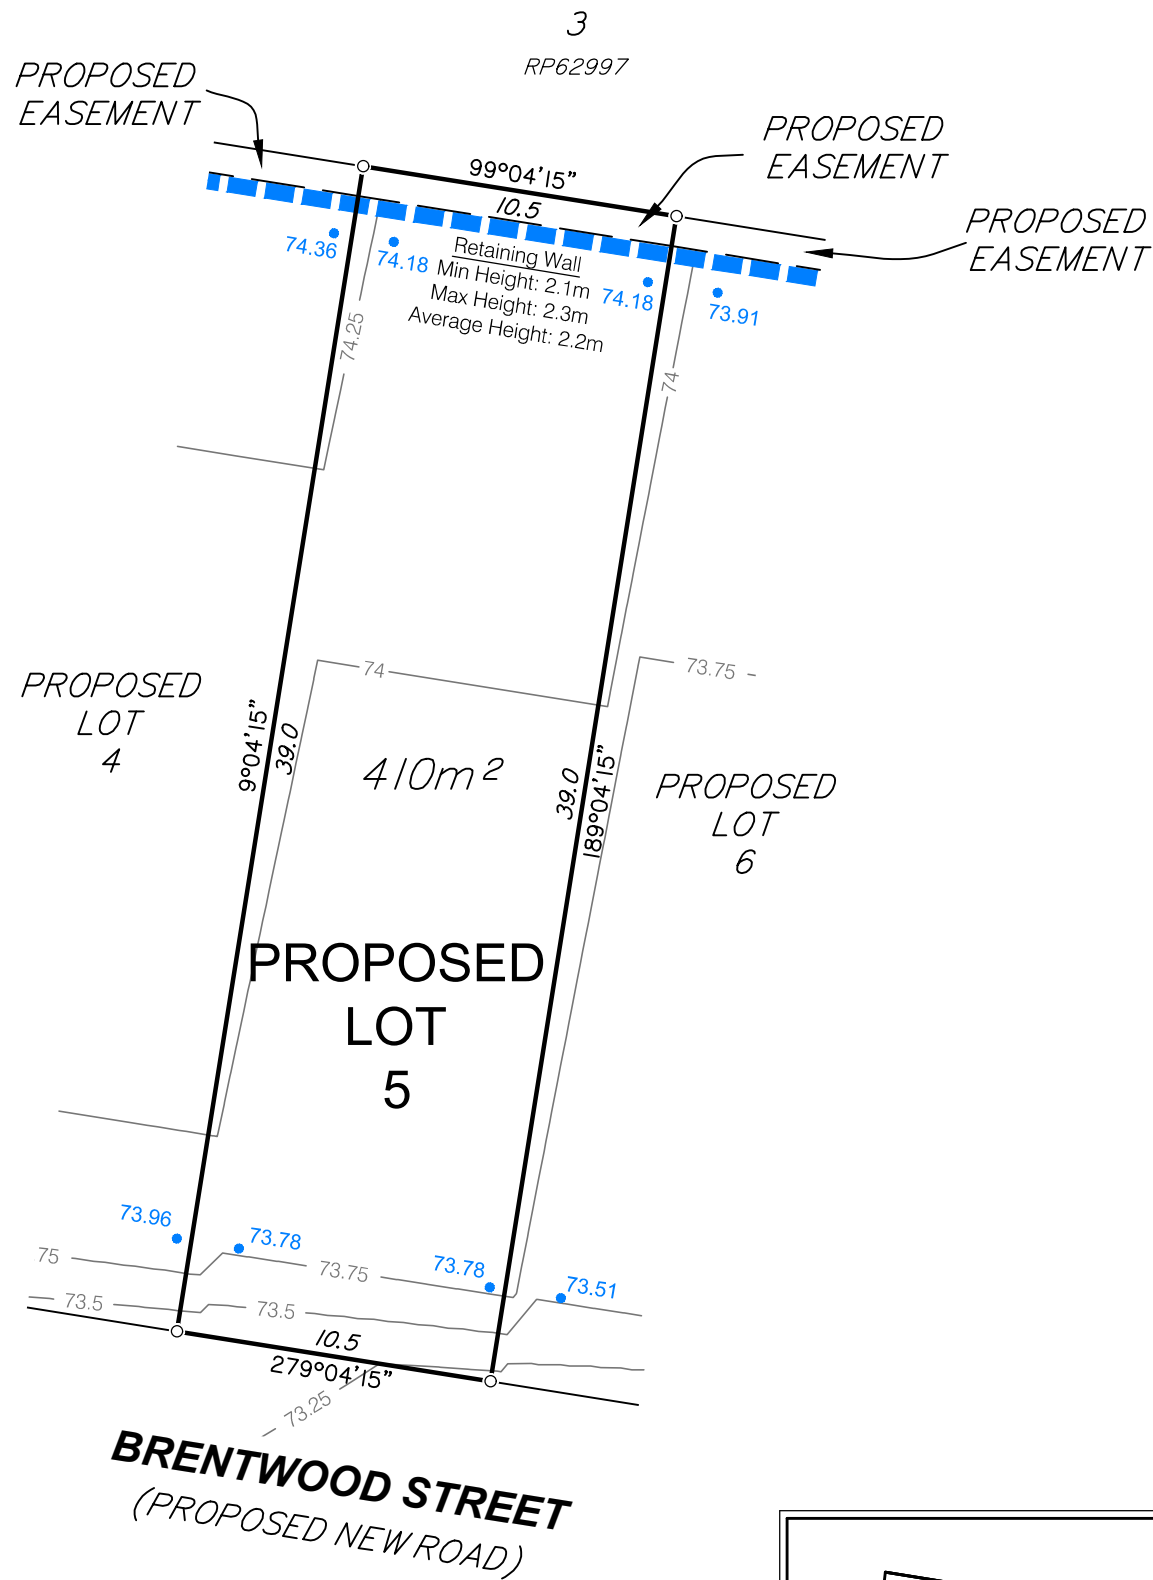 3
RP62997
PROPOSED
EASEMENT
PROPOSED
EASEMENT
PROPOSED
EASEMENT
99°04'15"
10.5
74.36
74.18
Retaining Wall
Min Height: 2.1m
Max Height: 2.3m
Average Height: 2.2m
74.18
73.91
74.25
74
PROPOSED
LOT
4
9°04'15"
39.0
74
410m²
39.0
189°04'15"
73.75
PROPOSED
LOT
6
PROPOSED
LOT
5
73.96
73.78
73.78
73.51
75
73.75
73.5
73.5
10.5
279°04'15"
73.25
BRENTWOOD STREET
(PROPOSED NEW ROAD)